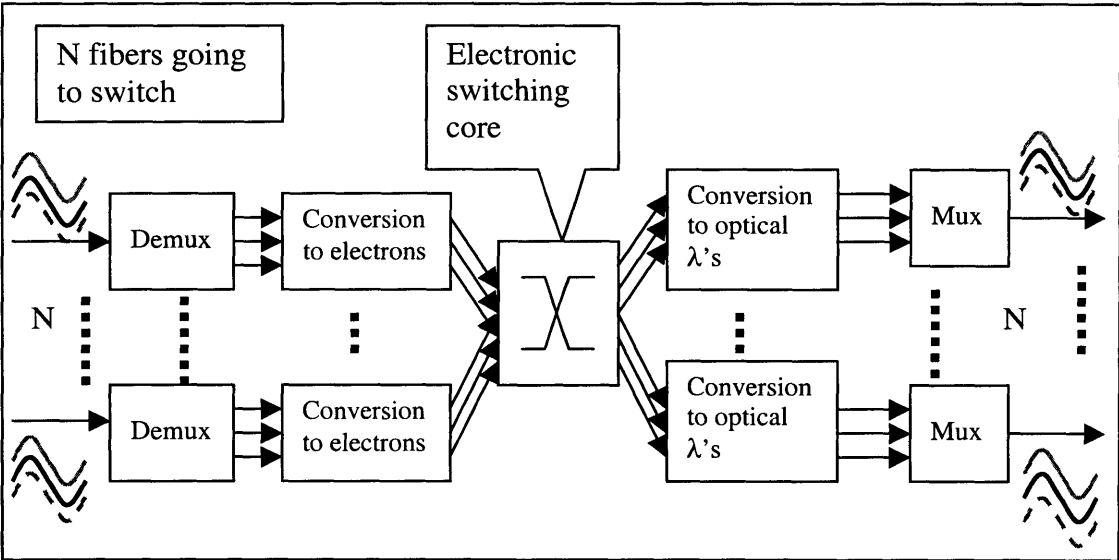 N fibers going
to switch
Electronic
switching
core
Demux
Conversion
to electrons
Conversion
to optical
λ's
Mux
N
N
Demux
Conversion
to electrons
Conversion
to optical
λ's
Mux